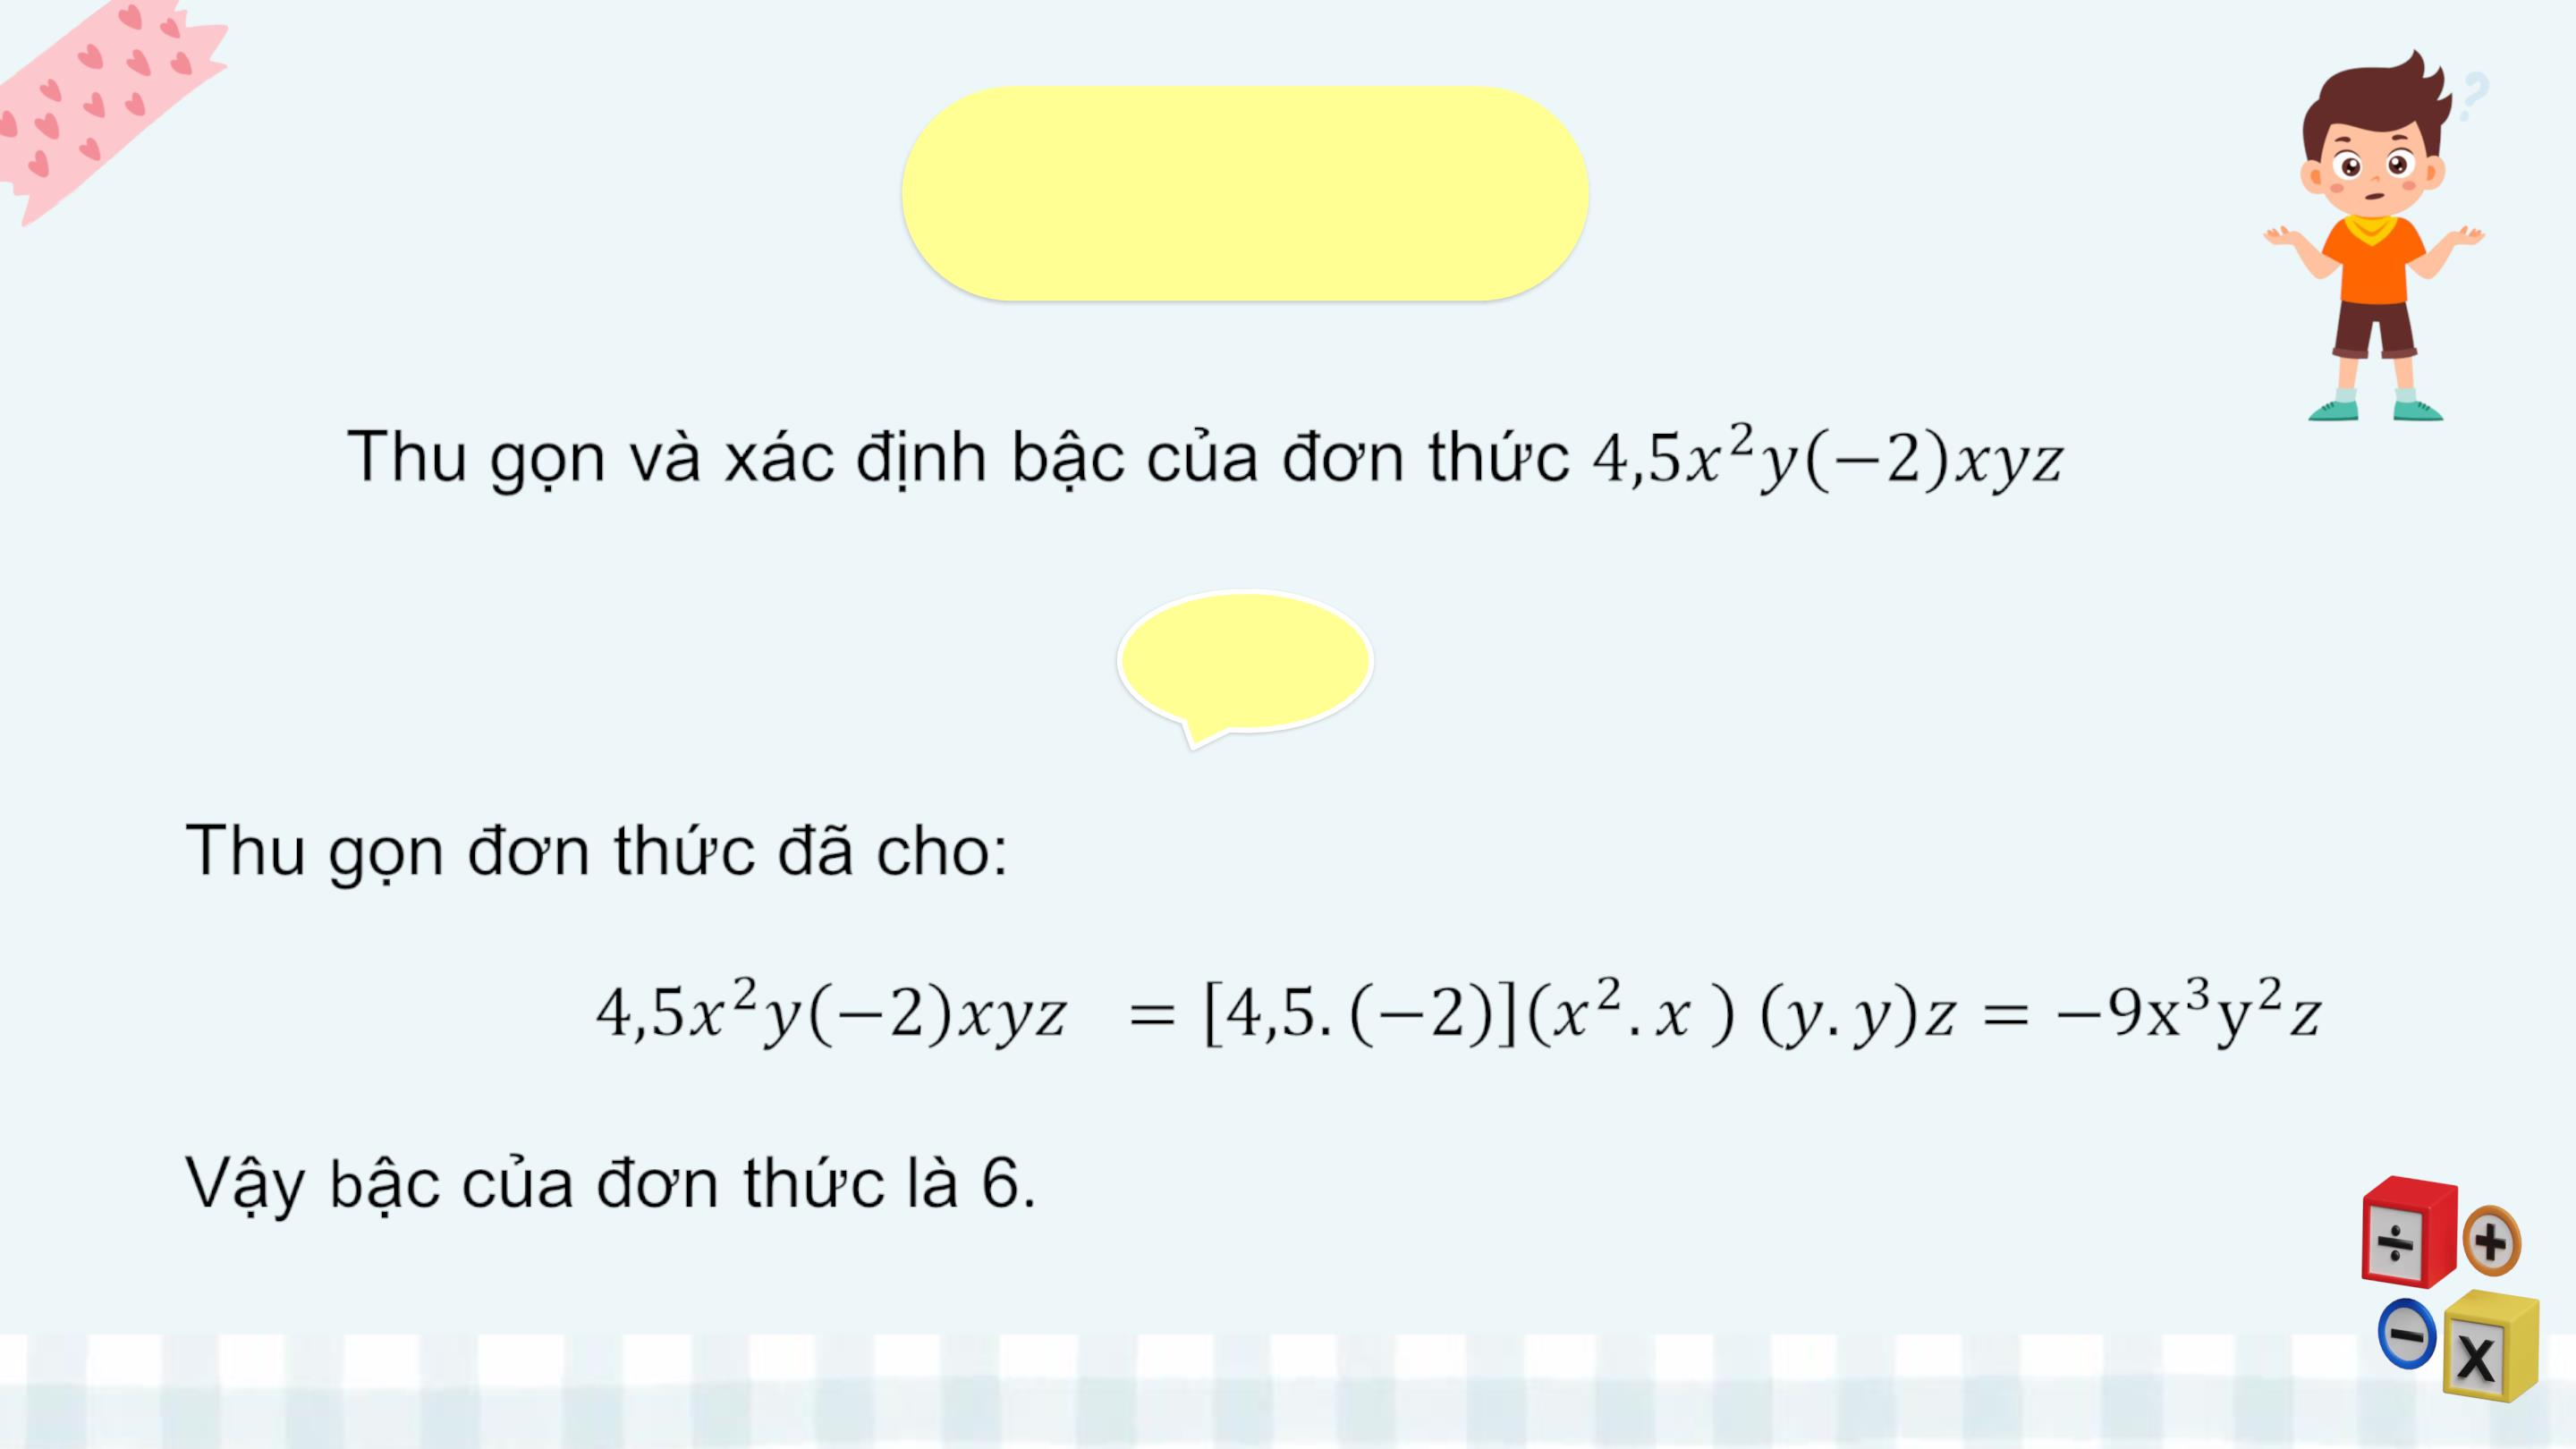 ?
Thu gọn và xác định bậc của đơn thức 4,5x²y(−2)xyz
Thu gọn đơn thức đã cho:
4,5x²y(−2)xyz = [4,5. (−2)](x². x ) (y. y)z = −9x³y²z
Vậy bậc của đơn thức là 6.
÷ +
− X